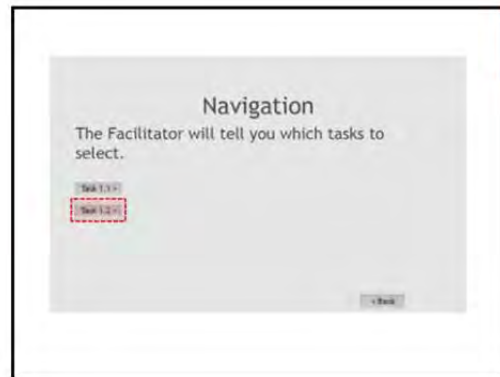 Navigation
The Facilitator will tell you which tasks to
select.
Task 1.1 >
Task 1.2 >
< Back